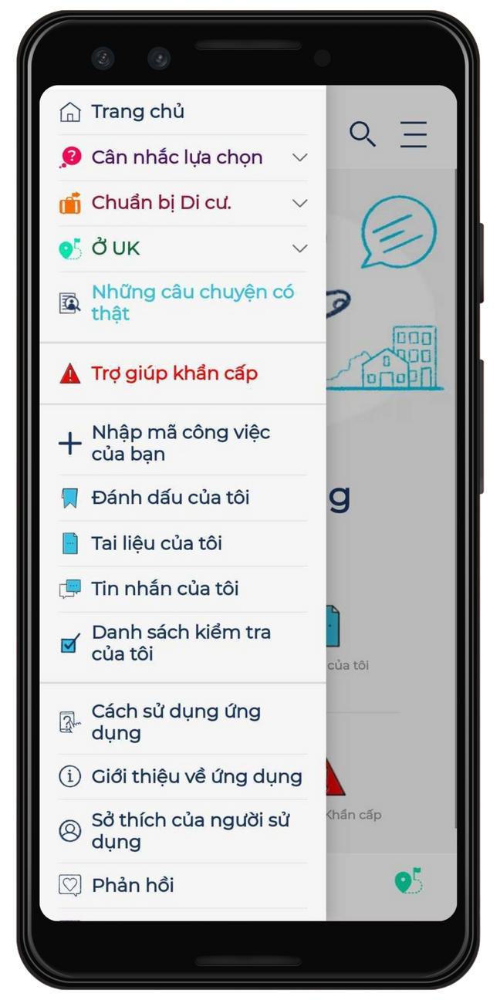 Trang chủ
Cân nhắc lựa chọn
Chuẩn bị Di cư.
Ở UK
Những câu chuyện có
thật
Trợ giúp khẩn cấp
Nhập mã công việc
của bạn
Đánh dấu của tôi
g
Tai liệu của tôi
Tin nhắn của tôi
Danh sách kiểm tra
của tôi
của tôi
Cách sử dụng ứng
dụng
Giới thiệu về ứng dụng
Khẩn cấp
Sở thích của người sử
dụng
Phản hồi